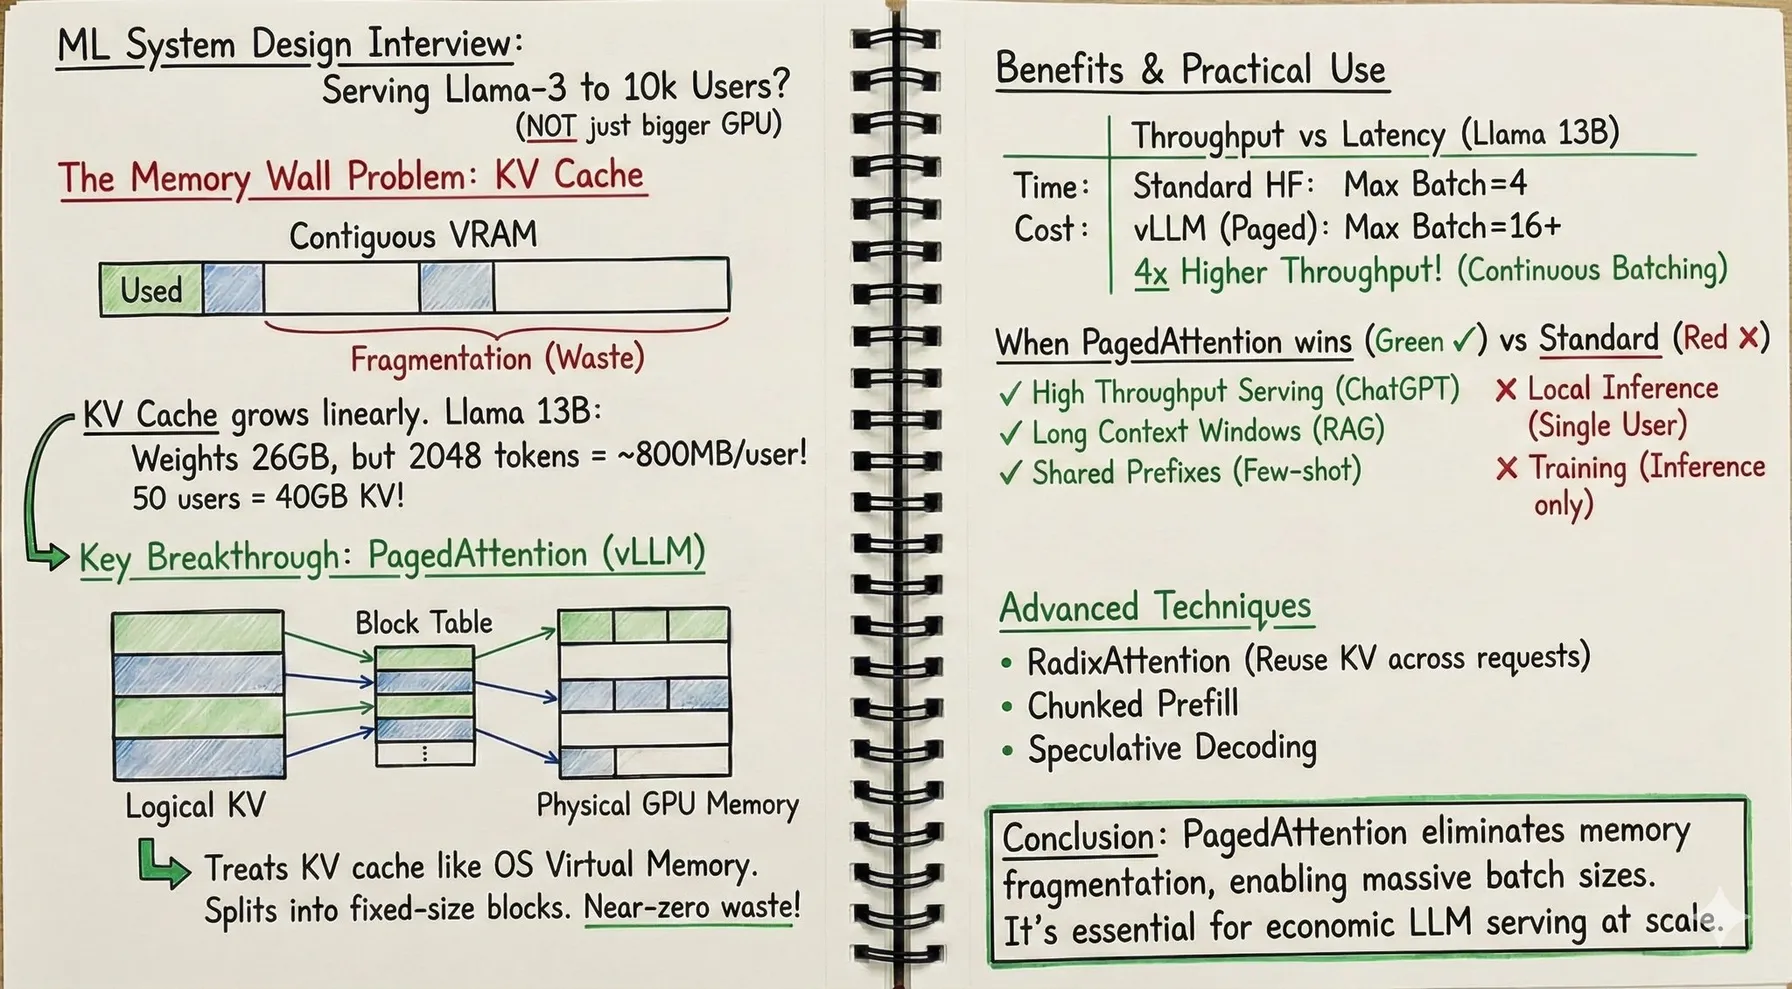 ML System Design Interview:
Serving Llama-3 to 10k Users?
(NOT just bigger GPU)
The Memory Wall Problem: KV Cache
Contiguous VRAM
Used
Fragmentation (Waste)
KV Cache grows linearly. Llama 13B:
Weights 26GB, but 2048 tokens = ~800MB/user!
50 users = 40GB KV!
Key Breakthrough: PagedAttention (vLLM)
Block Table
⋮
Logical KV
Physical GPU Memory
Treats KV cache like OS Virtual Memory.
Splits into fixed-size blocks. Near-zero waste!
Benefits & Practical Use
Throughput vs Latency (Llama 13B)
Time: Standard HF: Max Batch=4
Cost: vLLM (Paged): Max Batch=16+
4x Higher Throughput! (Continuous Batching)
When PagedAttention wins (Green ✓) vs Standard (Red ✗)
✓ High Throughput Serving (ChatGPT)
✓ Long Context Windows (RAG)
✓ Shared Prefixes (Few-shot)
✗ Local Inference
(Single User)
✗ Training (Inference
only)
Advanced Techniques
• RadixAttention (Reuse KV across requests)
• Chunked Prefill
• Speculative Decoding
Conclusion: PagedAttention eliminates memory
fragmentation, enabling massive batch sizes.
It's essential for economic LLM serving at scale.